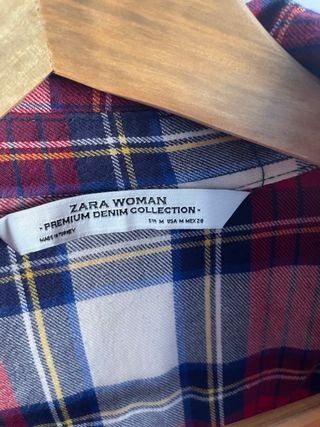 ZARA WOMAN
- PREMIUM DENIM COLLECTION -
MADE IN TURKEY
EUR M USA M MEX 28